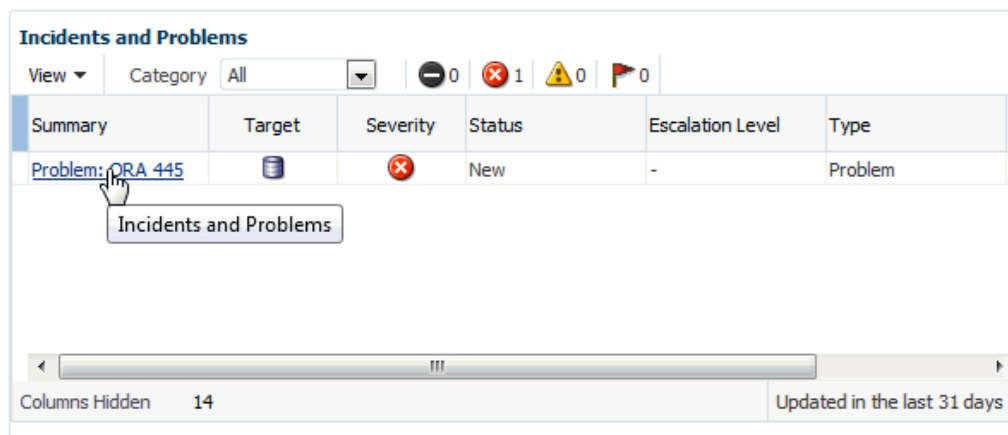 Incidents and Problems
View Category All 0 1 0 0
Summary Target Severity Status Escalation Level Type
Problem: ORA 445 New - Problem
Incidents and Problems
Columns Hidden 14 Updated in the last 31 days